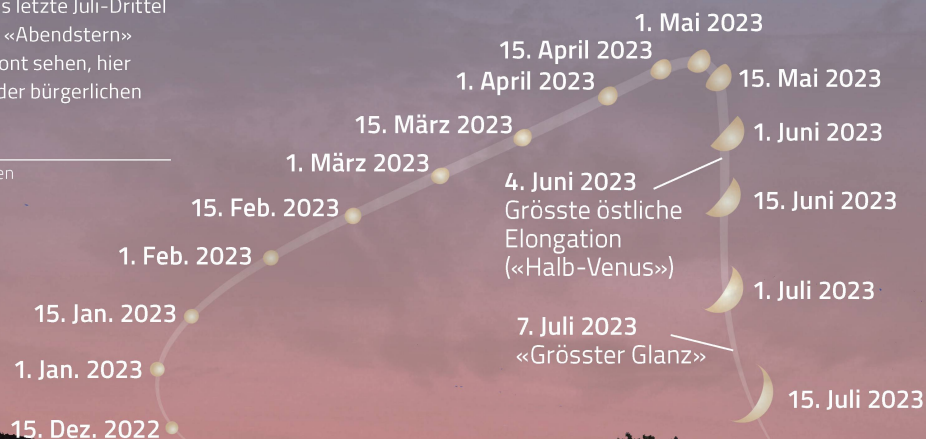 s letzte Juli-Drittel
«Abendstern»
ont sehen, hier
der bürgerlichen
en
1. Mai 2023
15. April 2023
1. April 2023
15. Mai 2023
15. März 2023
1. Juni 2023
1. März 2023
4. Juni 2023
Grösste östliche
Elongation
(«Halb-Venus»)
15. Feb. 2023
15. Juni 2023
1. Feb. 2023
1. Juli 2023
15. Jan. 2023
7. Juli 2023
«Grösster Glanz»
1. Jan. 2023
15. Juli 2023
15. Dez. 2022